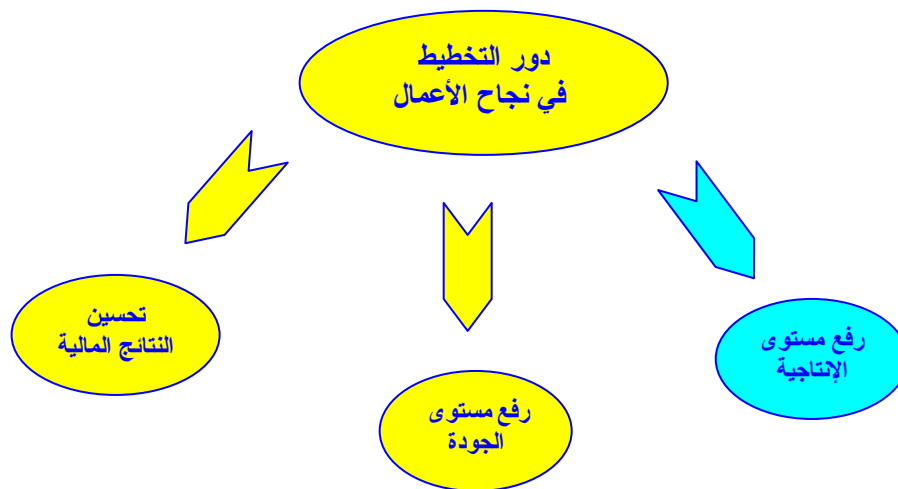 دور التخطيط
في نجاح الأعمال
رفع مستوى
الإنتاجية
رفع مستوى
الجودة
تحسين
النتائج المالية